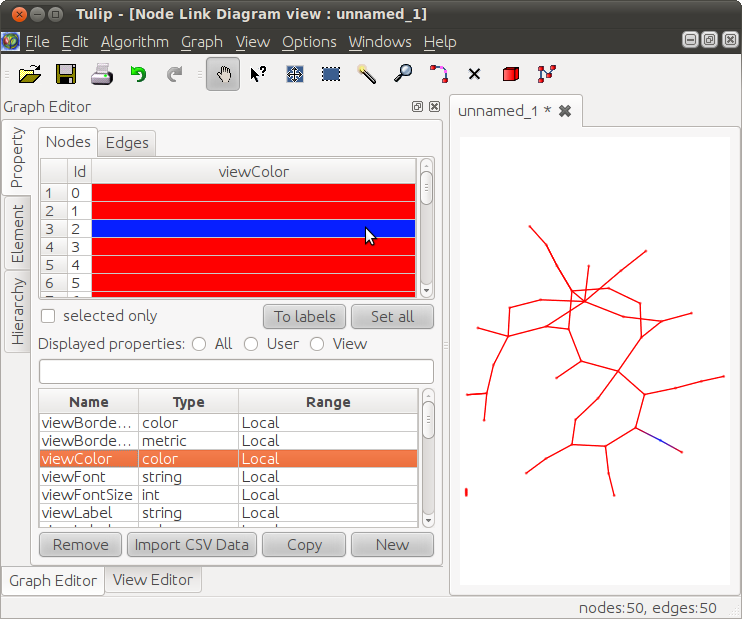 Tulip - [Node Link Diagram view : unnamed_1]
File Edit Algorithm Graph View Options Windows Help
Graph Editor
unnamed_1 *
Property
Element
Hierarchy
Nodes Edges
Id viewColor
1 0
2 1
3 2
4 3
5 4
6 5
selected only To labels Set all
Displayed properties: All User View
Name Type Range
viewBorde... color Local
viewBorde... metric Local
viewColor color Local
viewFont string Local
viewFontSize int Local
viewLabel string Local
Remove Import CSV Data Copy New
Graph Editor View Editor
nodes:50, edges:50